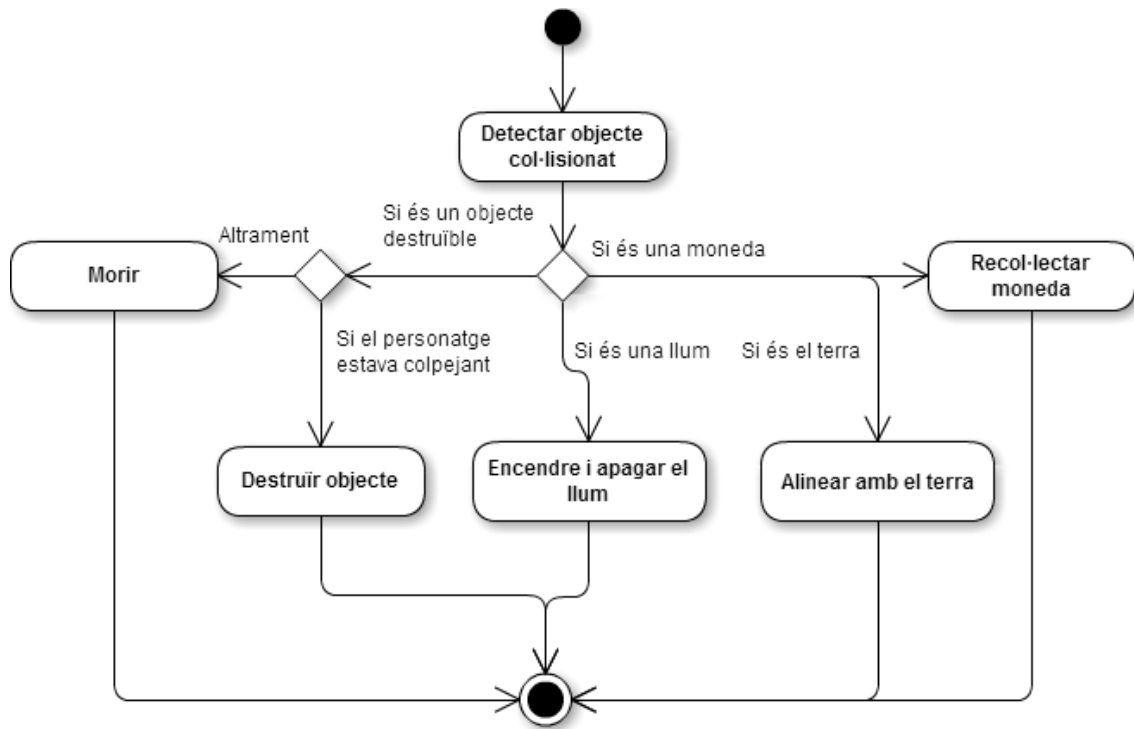 Detectar objecte
col·lisionat
Si és un objecte
destruïble
Altrament
Si és una moneda
Morir
Recol·lectar
moneda
Si el personatge
estava colpejant
Si és una llum
Si és el terra
Destruïr objecte
Encendre i apagar el
llum
Alinear amb el terra